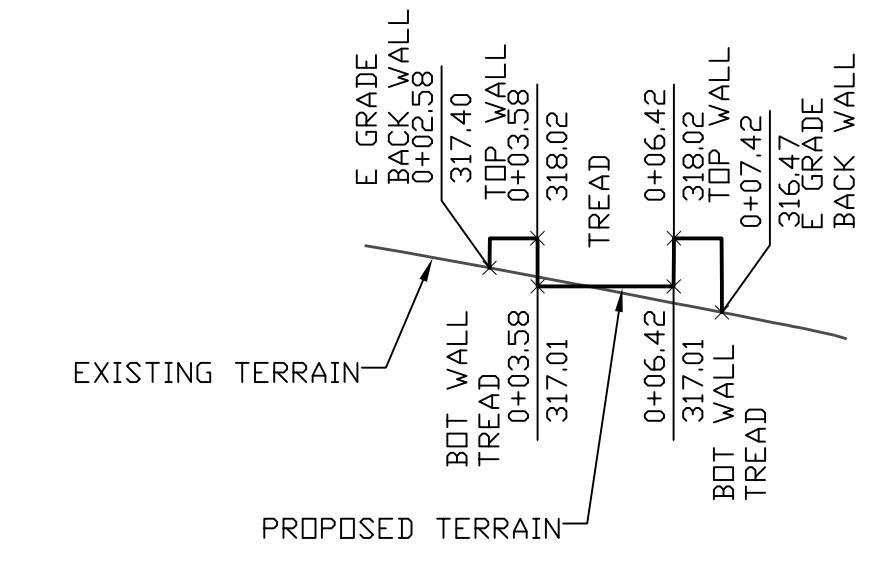 E GRADE
BACK WALL
0+02.58
317.40
TOP WALL
0+03.58
318.02
TREAD
0+06.42
318.02
TOP WALL
0+07.42
316.47
E GRADE
BACK WALL
EXISTING TERRAIN
BOT WALL
TREAD
0+03.58
317.01
0+06.42
317.01
BOT WALL
TREAD
PROPOSED TERRAIN